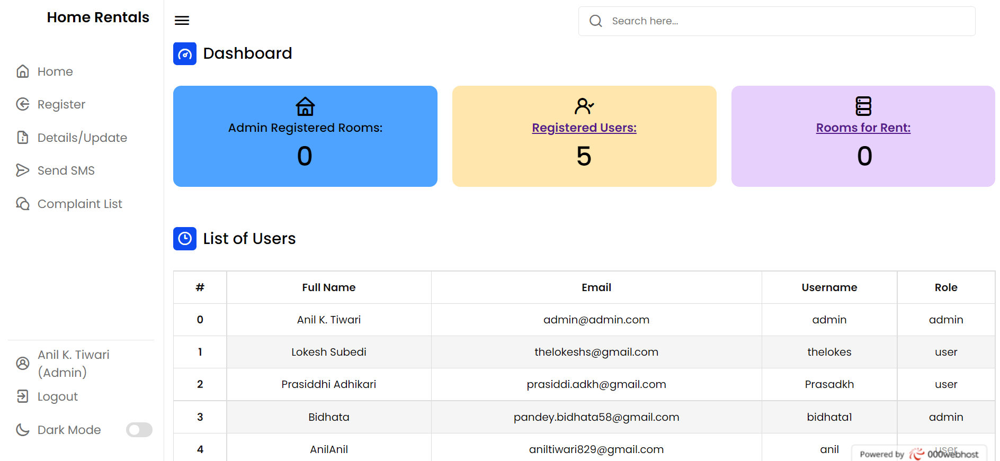 Home Rentals
Search here...
Home
Register
Details/Update
Send SMS
Complaint List
Anil K. Tiwari
(Admin)
Logout
Dark Mode
Dashboard
Admin Registered Rooms:
0
Registered Users:
5
Rooms for Rent:
0
List of Users
# Full Name Email Username Role
0 Anil K. Tiwari admin@admin.com admin admin
1 Lokesh Subedi thelokeshs@gmail.com thelokes user
2 Prasiddhi Adhikari prasiddi.adkh@gmail.com Prasadkh user
3 Bidhata pandey.bidhata58@gmail.com bidhata1 admin
4 AnilAnil aniltiwari829@gmail.com anil user
Powered by 000webhost